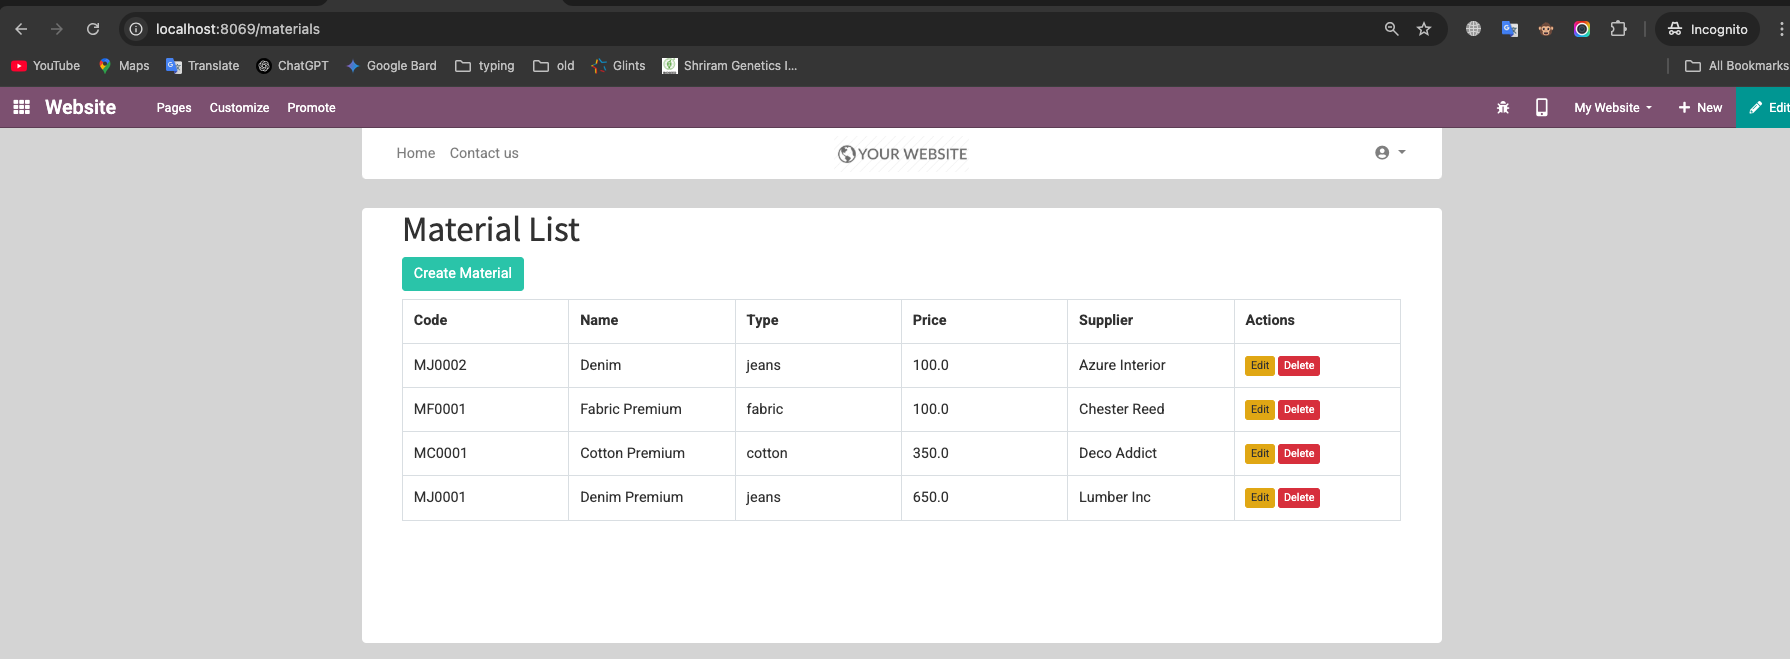 localhost:8069/materials
Incognito
YouTube Maps Translate ChatGPT Google Bard typing old Glints Shriram Genetics I... All Bookmarks
Website Pages Customize Promote My Website New Edit
Home Contact us YOUR WEBSITE
Material List
Create Material
Code Name Type Price Supplier Actions
MJ0002 Denim jeans 100.0 Azure Interior Edit Delete
MF0001 Fabric Premium fabric 100.0 Chester Reed Edit Delete
MC0001 Cotton Premium cotton 350.0 Deco Addict Edit Delete
MJ0001 Denim Premium jeans 650.0 Lumber Inc Edit Delete